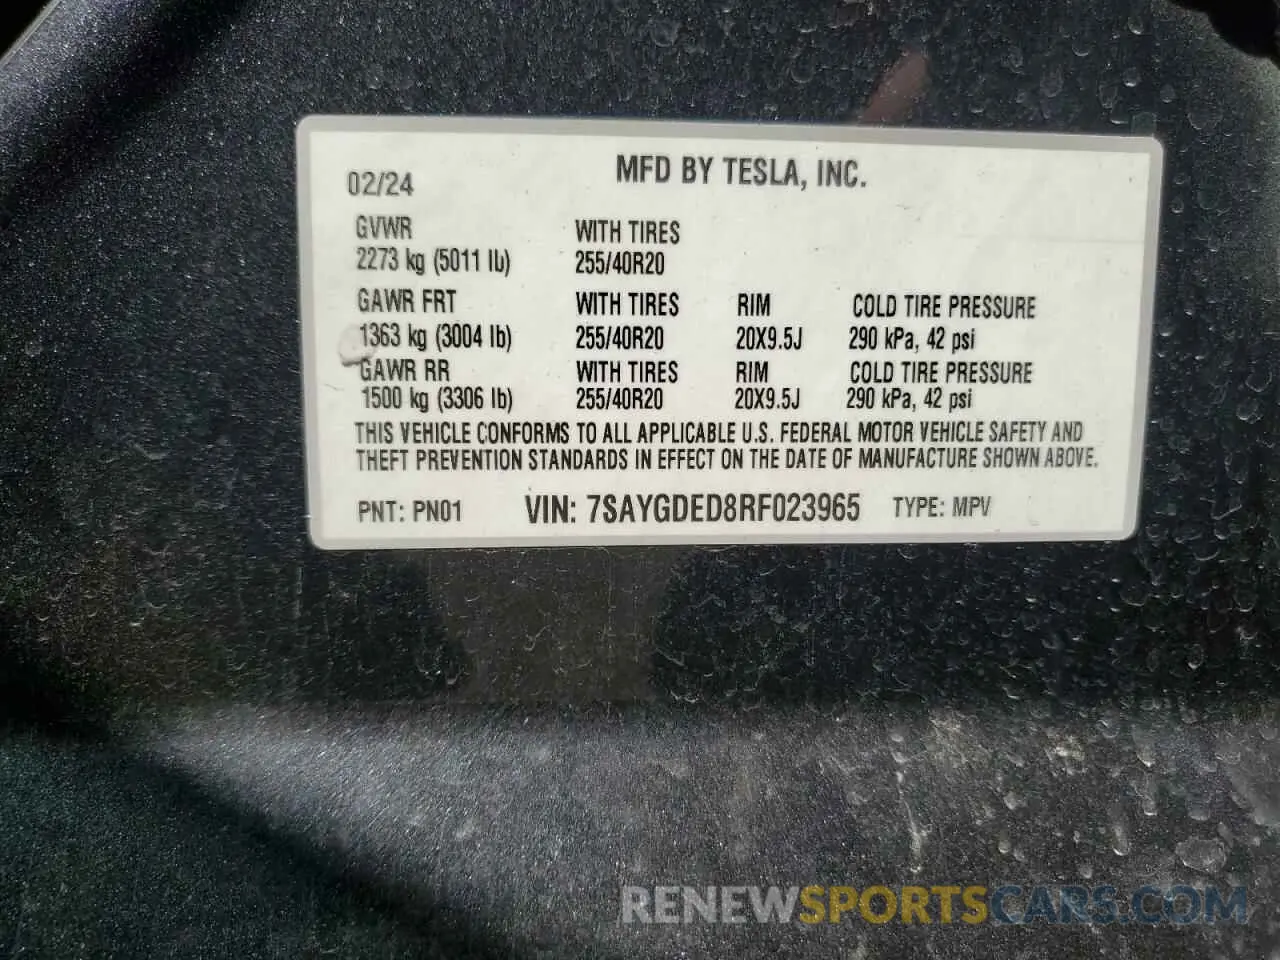 MFD BY TESLA, INC.
02/24
GVWR WITH TIRES
2273 kg (5011 lb) 255/40R20
GAWR FRT WITH TIRES RIM COLD TIRE PRESSURE
1363 kg (3004 lb) 255/40R20 20X9.5J 290 kPa, 42 psi
GAWR RR WITH TIRES RIM COLD TIRE PRESSURE
1500 kg (3306 lb) 255/40R20 20X9.5J 290 kPa, 42 psi
THIS VEHICLE CONFORMS TO ALL APPLICABLE U.S. FEDERAL MOTOR VEHICLE SAFETY AND
THEFT PREVENTION STANDARDS IN EFFECT ON THE DATE OF MANUFACTURE SHOWN ABOVE.
PNT: PN01 VIN: 7SAYGDED8RF023965 TYPE: MPV
RENEWSPORTSCARS.COM